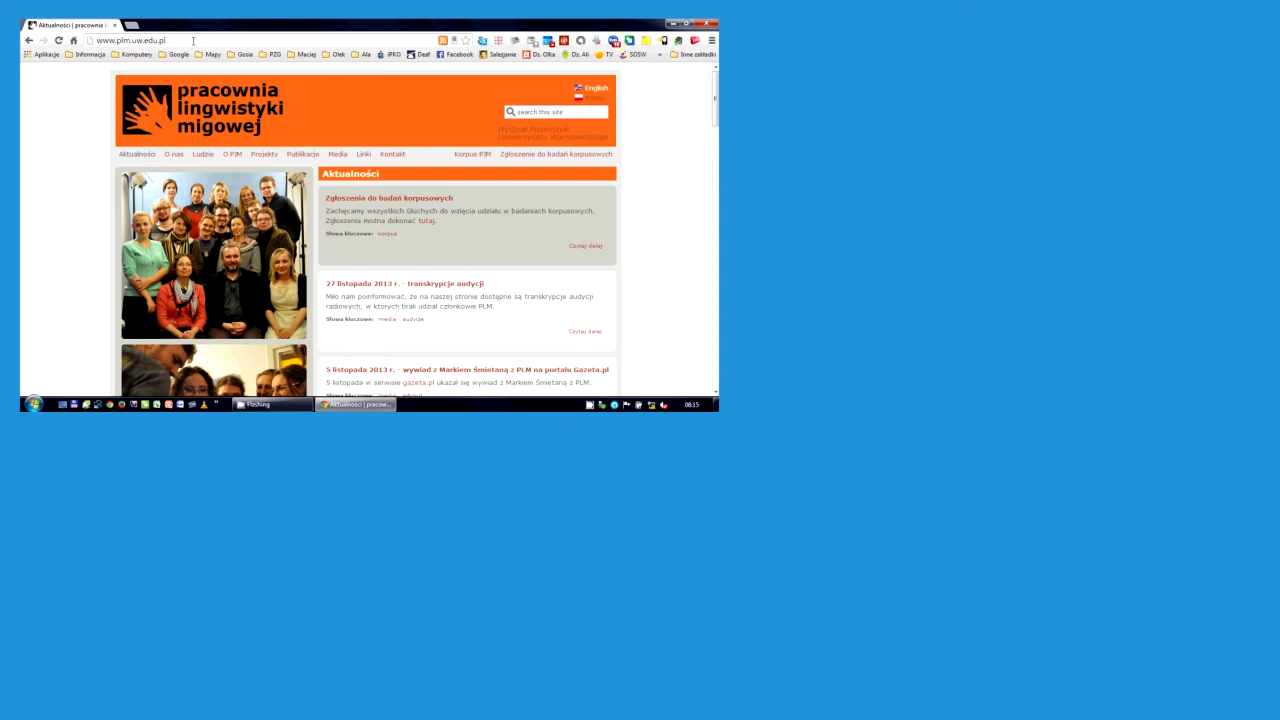 Aktualności | pracownia l
www.plm.uw.edu.pl
Aplikacje Informacja Komputery Google Mapy Gosia PZG Maciej Olek Ala iPKO Deaf Facebook Salezjanie Dz. Olka Dz. Ali TV SOSW » Inne zakładki
pracownia
lingwistyki
migowej
English
Polski
search this site
Wydział Polonistyki
Uniwersytetu Warszawskiego
Aktualności O nas Ludzie O PJM Projekty Publikacje Media Linki Kontakt Korpus PJM Zgłoszenie do badań korpusowych
Aktualności
Zgłoszenia do badań korpusowych
Zachęcamy wszystkich Głuchych do wzięcia udziału w badaniach korpusowych.
Zgłoszenia można dokonać tutaj.
Słowa kluczowe: korpus
Czytaj dalej
27 listopada 2013 r. - transkrypcje audycji
Miło nam poinformować, że na naszej stronie dostępne są transkrypcje audycji
radiowych, w których brali udział członkowie PLM.
Słowa kluczowe: media audycje
Czytaj dalej
5 listopada 2013 r. - wywiad z Markiem Śmietaną z PLM na portalu Gazeta.pl
5 listopada w serwisie gazeta.pl ukazał się wywiad z Markiem Śmietaną z PLM.
Słowa kluczowe: media
Flashing Aktualności | pracow... 08:15